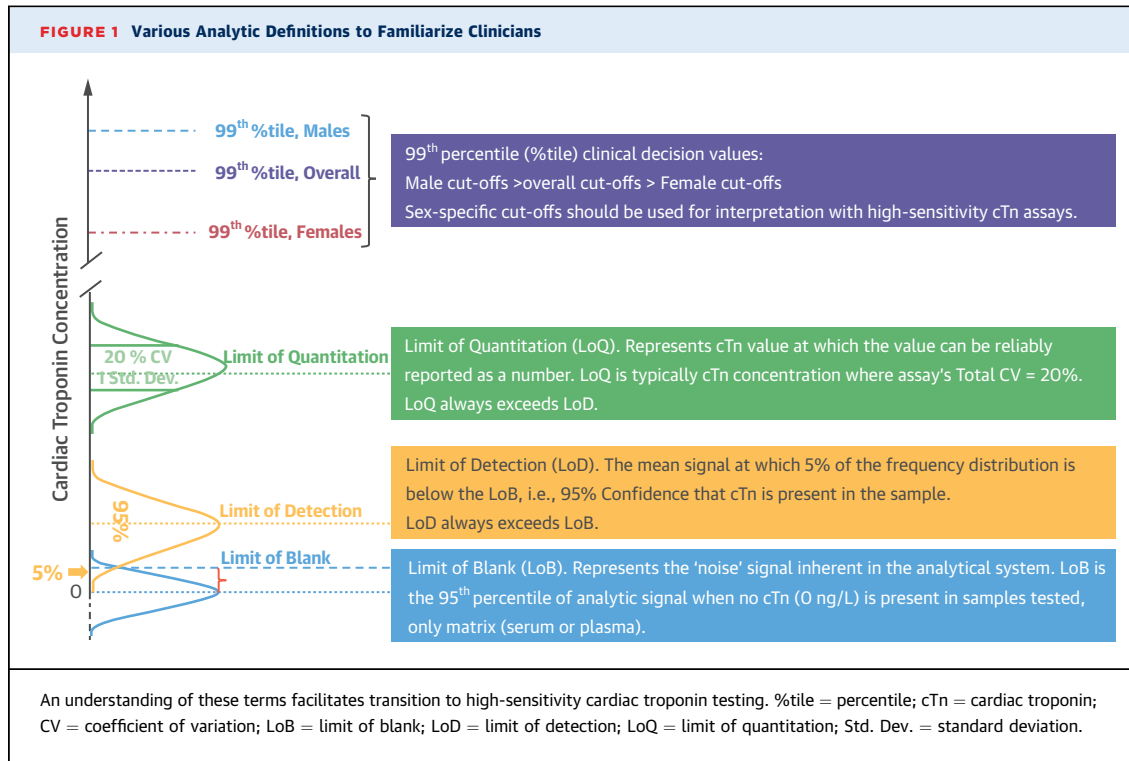 FIGURE 1 Various Analytic Definitions to Familiarize Clinicians
Cardiac Troponin Concentration
99th %tile, Males
99th %tile, Overall
99th %tile, Females
99th percentile (%tile) clinical decision values:
Male cut-offs >overall cut-offs > Female cut-offs
Sex-specific cut-offs should be used for interpretation with high-sensitivity cTn assays.
20 % CV
1 Std. Dev.
Limit of Quantitation
Limit of Quantitation (LoQ). Represents cTn value at which the value can be reliably
reported as a number. LoQ is typically cTn concentration where assay's Total CV = 20%.
LoQ always exceeds LoD.
95%
Limit of Detection
Limit of Detection (LoD). The mean signal at which 5% of the frequency distribution is
below the LoB, i.e., 95% Confidence that cTn is present in the sample.
LoD always exceeds LoB.
Limit of Blank
5%
0
Limit of Blank (LoB). Represents the 'noise' signal inherent in the analytical system. LoB is
the 95th percentile of analytic signal when no cTn (0 ng/L) is present in samples tested,
only matrix (serum or plasma).
An understanding of these terms facilitates transition to high-sensitivity cardiac troponin testing. %tile = percentile; cTn = cardiac troponin;
CV = coefficient of variation; LoB = limit of blank; LoD = limit of detection; LoQ = limit of quantitation; Std. Dev. = standard deviation.